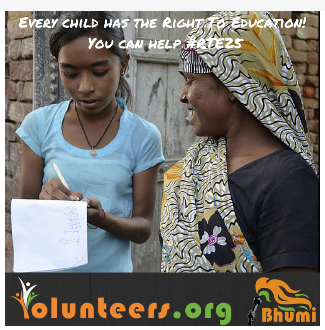 Every child has the Right To Education!
You can help #RTE25
Volunteers.org
Bhumi